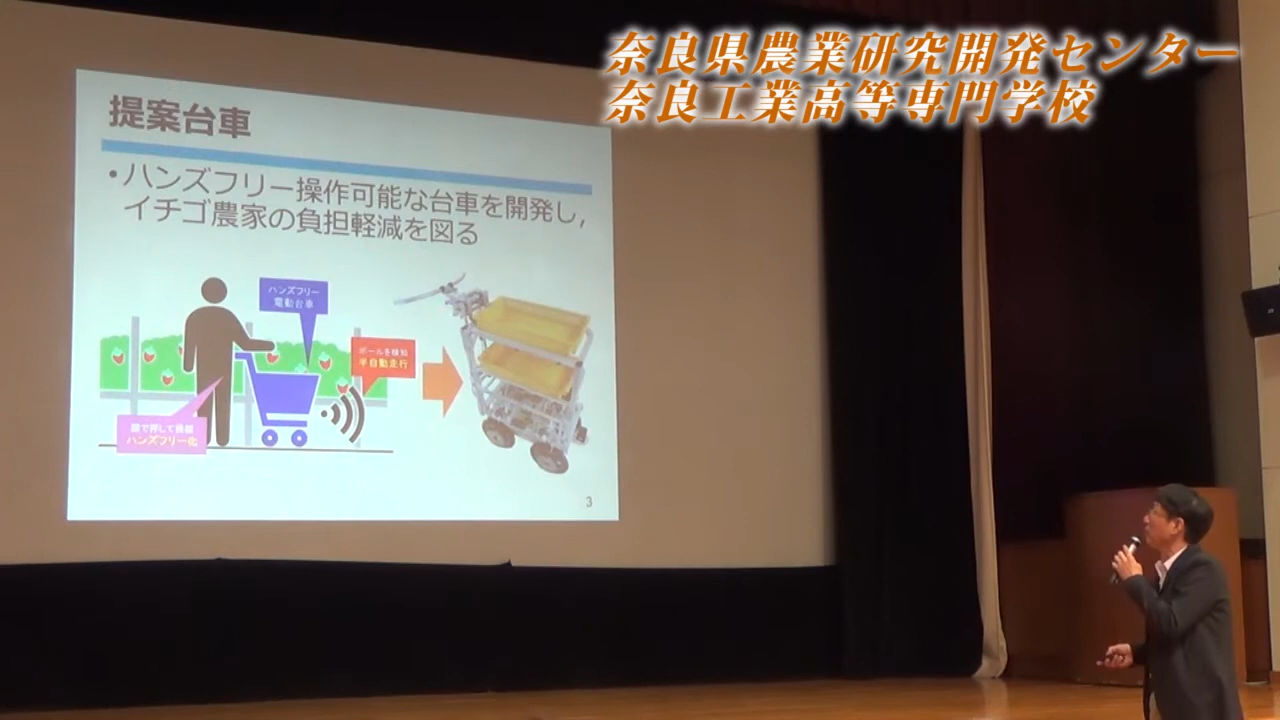 奈良県農業研究開発センター
奈良工業高等専門学校
提案台車
•ハンズフリー操作可能な台車を開発し,
イチゴ農家の負担軽減を図る
ハンズフリー
電動台車
ポールを検知
半自動走行
ハンズフリー化
3